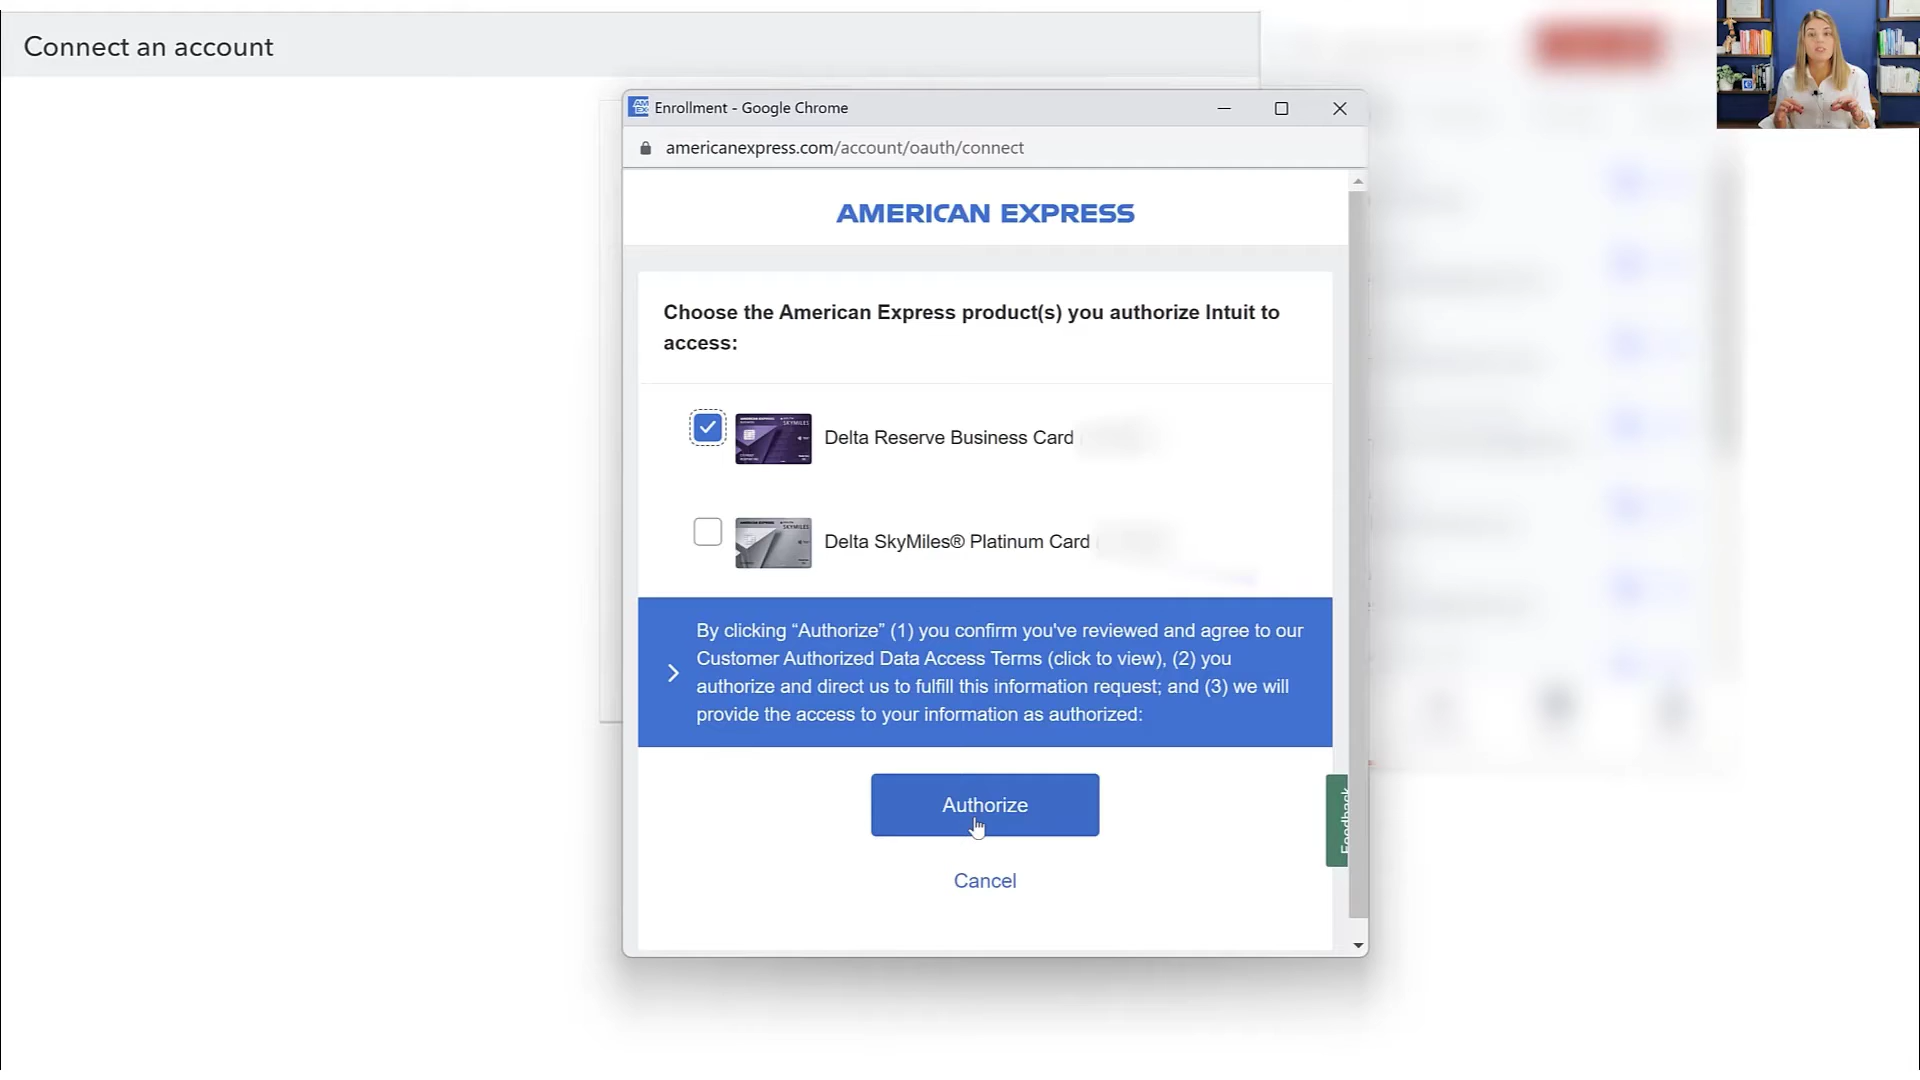 Connect an account
Enrollment - Google Chrome
americanexpress.com/account/oauth/connect
AMERICAN EXPRESS
Choose the American Express product(s) you authorize Intuit to
access:
Delta Reserve Business Card
Delta SkyMiles® Platinum Card
By clicking “Authorize” (1) you confirm you've reviewed and agree to our
Customer Authorized Data Access Terms (click to view), (2) you
authorize and direct us to fulfill this information request; and (3) we will
provide the access to your information as authorized:
Authorize
Feedback
Cancel